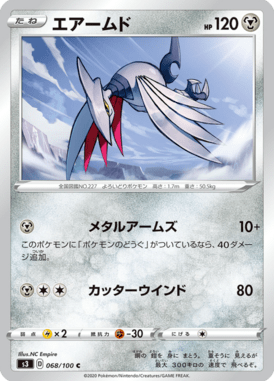 たね エアームド HP120
全国図鑑NO.227 よろいどりポケモン 高さ:1.7m 重さ:50.5kg
メタルアームズ 10+
このポケモンに「ポケモンのどうぐ」がついているなら、40ダメージ追加。
カッターウインド 80
弱点 ×2 抵抗力 -30 にげる
Illus.NC Empire
s3 D 068/100 C
©2020 Pokémon/Nintendo/Creatures/GAME FREAK.